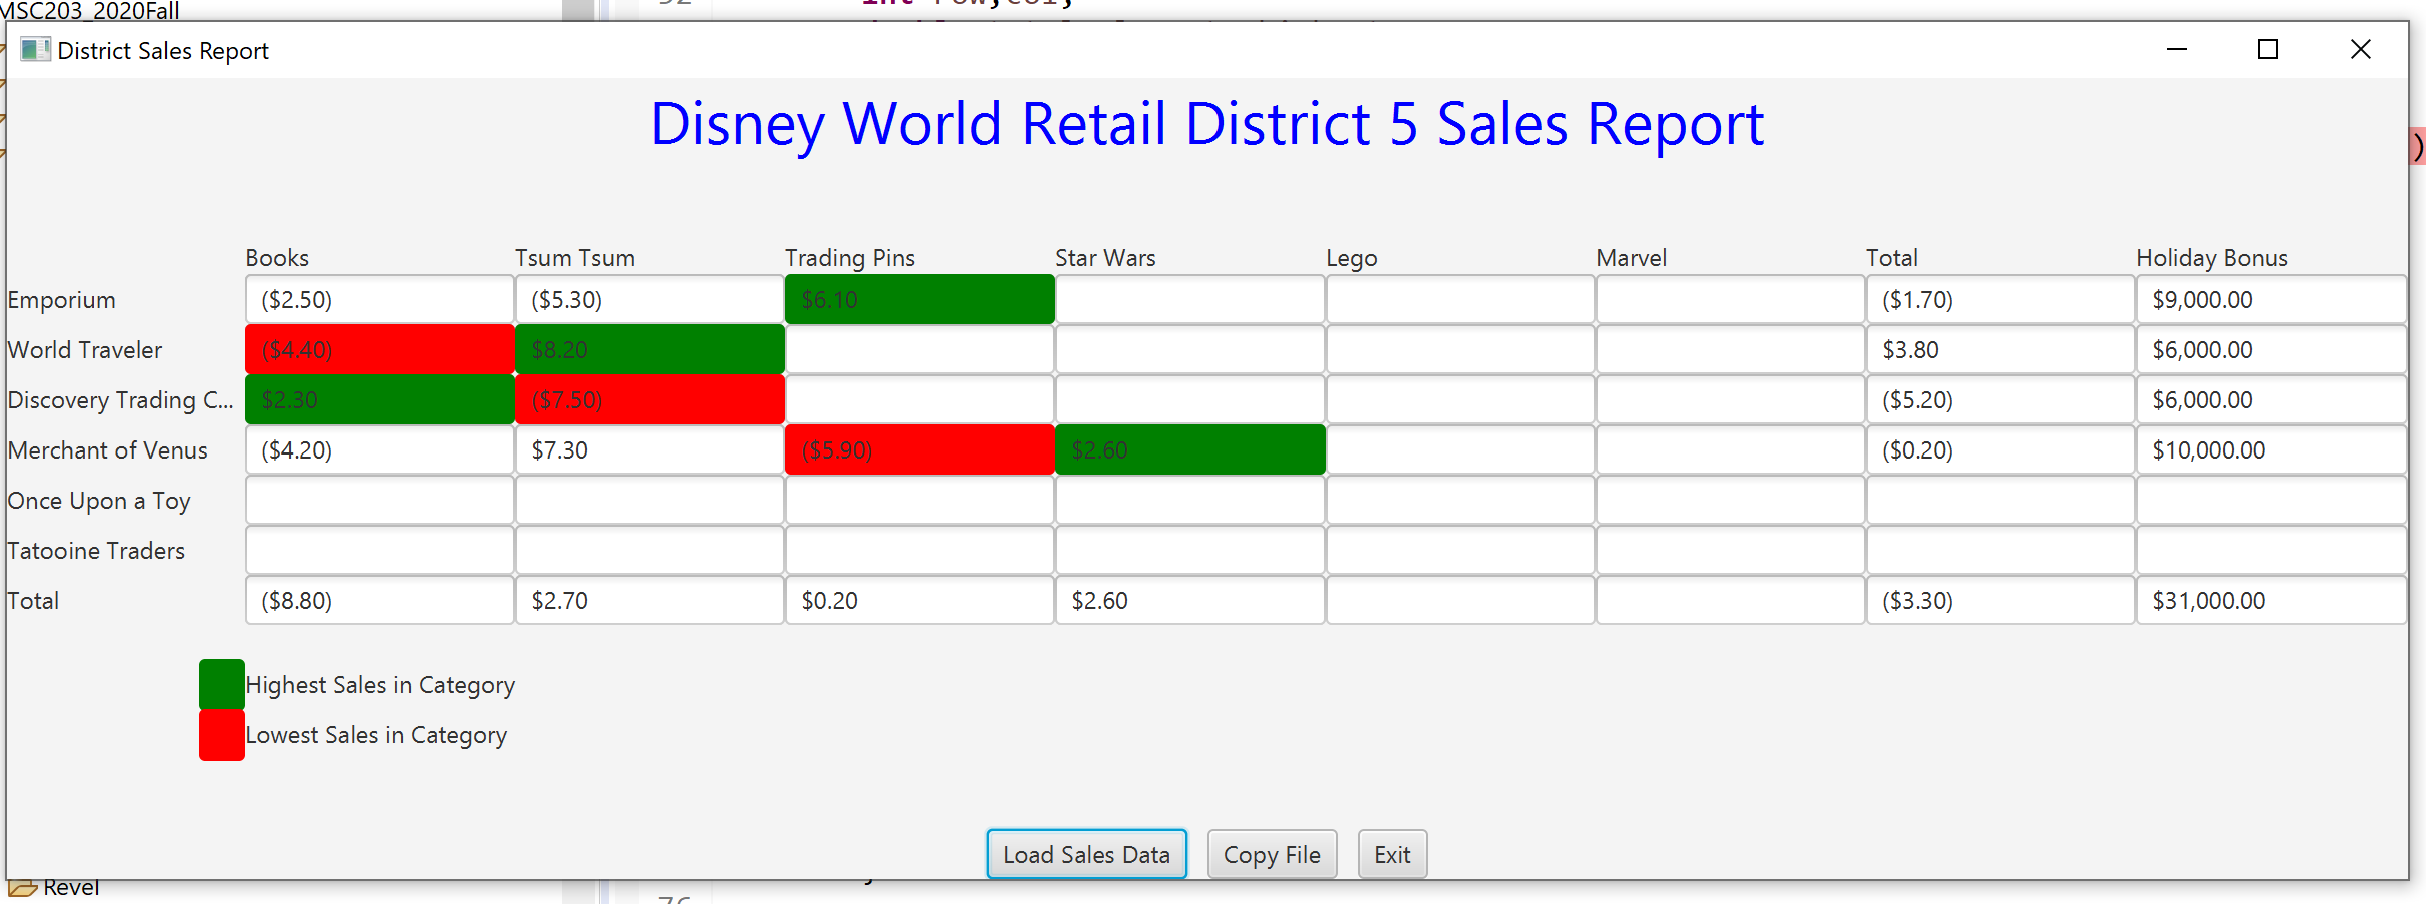 MSC203_2020Fall
District Sales Report
Disney World Retail District 5 Sales Report
)
Books Tsum Tsum Trading Pins Star Wars Lego Marvel Total Holiday Bonus
Emporium ($2.50) ($5.30) $6.10 ($1.70) $9,000.00
World Traveler ($4.40) $8.20 $3.80 $6,000.00
Discovery Trading C... $2.30 ($7.50) ($5.20) $6,000.00
Merchant of Venus ($4.20) $7.30 ($5.90) $2.60 ($0.20) $10,000.00
Once Upon a Toy
Tatooine Traders
Total ($8.80) $2.70 $0.20 $2.60 ($3.30) $31,000.00
Highest Sales in Category
Lowest Sales in Category
Load Sales Data Copy File Exit
Revel